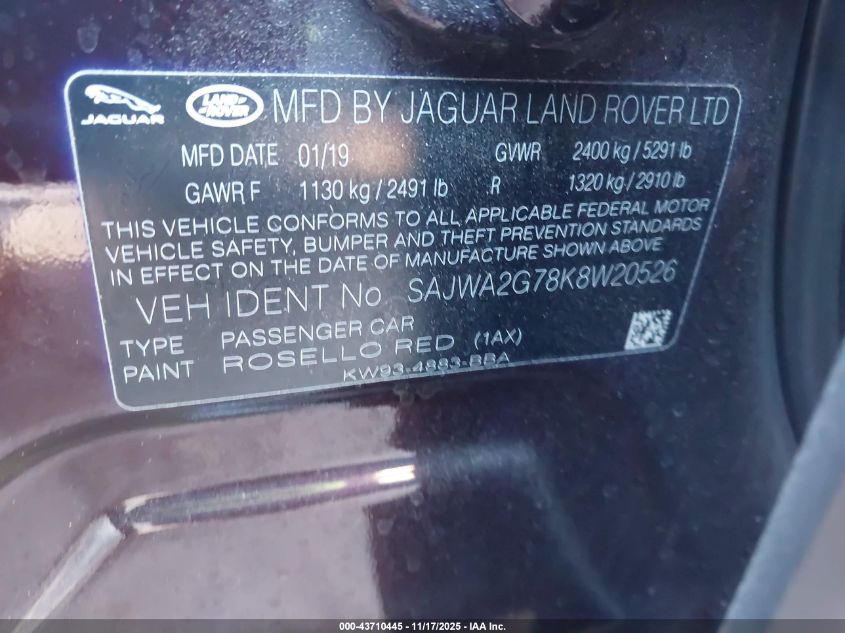 JAGUAR LAND ROVER MFD BY JAGUAR LAND ROVER LTD
MFD DATE 01/19 GVWR 2400 kg / 5291 lb
GAWR F 1130 kg / 2491 lb R 1320 kg / 2910 lb
THIS VEHICLE CONFORMS TO ALL APPLICABLE FEDERAL MOTOR
VEHICLE SAFETY, BUMPER AND THEFT PREVENTION STANDARDS
IN EFFECT ON THE DATE OF MANUFACTURE SHOWN ABOVE
VEH IDENT No SAJWA2G78K8W20526
TYPE PASSENGER CAR
PAINT ROSELLO RED (1AX)
KW93-4883-BBA
000-43710445 - 11/17/2025 - IAA Inc.